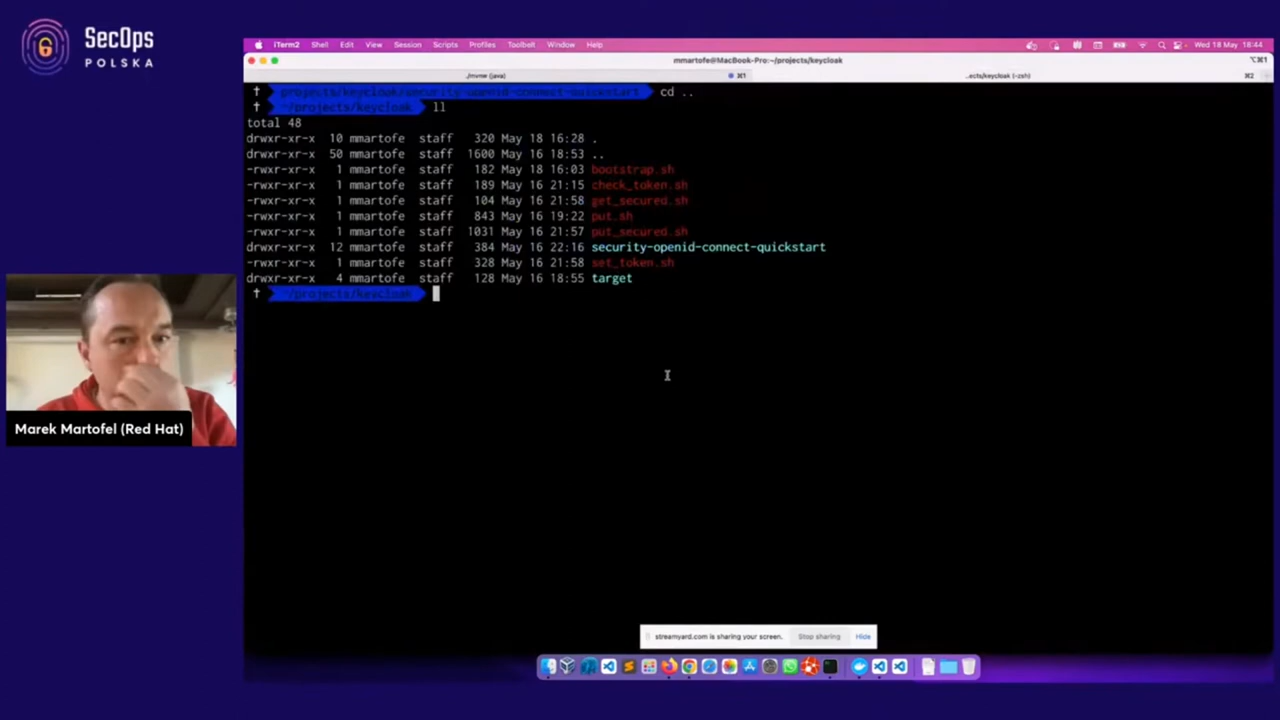 SecOps
POLSKA
iTerm2 Shell Edit View Session Scripts Profiles Toolbelt Window Help
Wed 18 May 18:44
mmartofe@MacBook-Pro:~/projects/keycloak
⌥⌘1
./mvnw (java) ⌘1
..ects/keycloak (-zsh) ⌘2
projects/keycloak/security-openid-connect-quickstart cd ..
~/projects/keycloak ll
total 48
drwxr-xr-x 10 mmartofe staff 320 May 18 16:28 .
drwxr-xr-x 50 mmartofe staff 1600 May 16 18:53 ..
-rwxr-xr-x 1 mmartofe staff 182 May 18 16:03 bootstrap.sh
-rwxr-xr-x 1 mmartofe staff 189 May 16 21:15 check_token.sh
-rwxr-xr-x 1 mmartofe staff 104 May 16 21:58 get_secured.sh
-rwxr-xr-x 1 mmartofe staff 843 May 16 19:22 put.sh
-rwxr-xr-x 1 mmartofe staff 1031 May 16 21:57 put_secured.sh
drwxr-xr-x 12 mmartofe staff 384 May 16 22:16 security-openid-connect-quickstart
-rwxr-xr-x 1 mmartofe staff 328 May 16 21:58 set_token.sh
drwxr-xr-x 4 mmartofe staff 128 May 16 18:55 target
~/projects/keycloak
Marek Martofel (Red Hat)
streamyard.com is sharing your screen. Stop sharing Hide